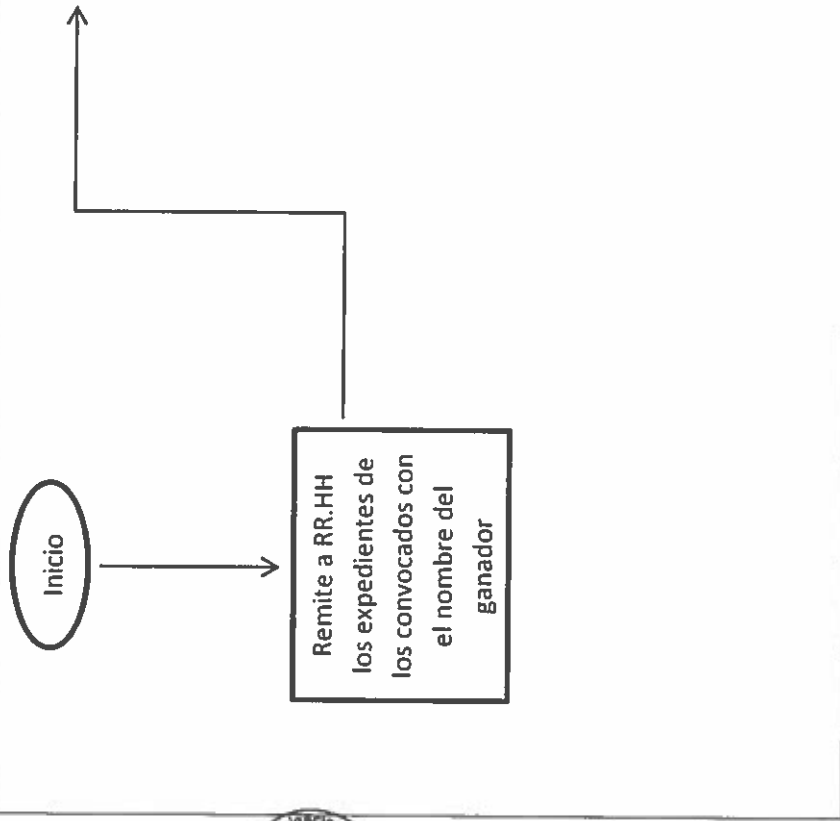 Inicio
Remite a RR.HH
los expedientes de
los convocados con
el nombre del
ganador